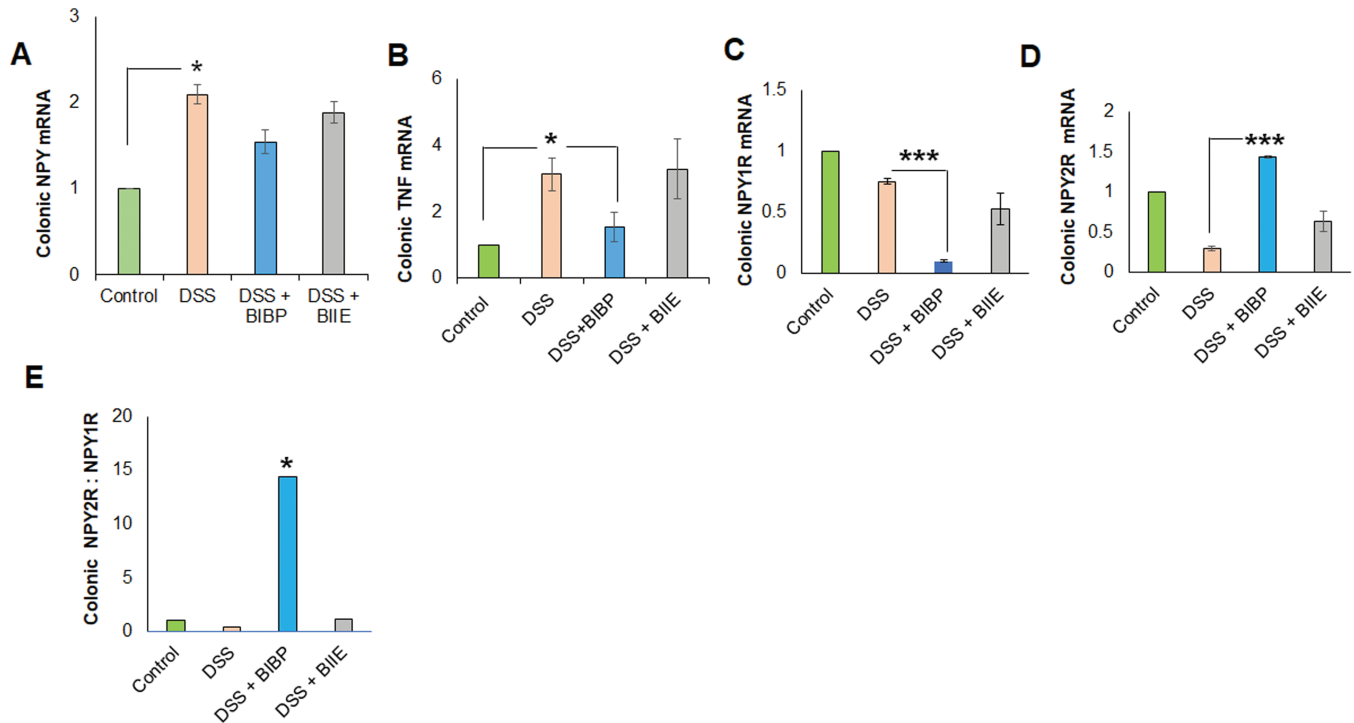 A
Colonic NPY mRNA
3
2
1
0
*
Control
DSS
DSS +
BIBP
DSS +
BIIE
B
Colonic TNF mRNA
6
4
2
0
*
Control
DSS
DSS+BIBP
DSS + BIIE
C
Colonic NPY1R mRNA
1.5
1
0.5
0
***
Control
DSS
DSS + BIBP
DSS + BIIE
D
Colonic NPY2R mRNA
2
1.5
1
0.5
0
***
Control
DSS
DSS + BIBP
DSS + BIIE
E
Colonic NPY2R : NPY1R
20
15
10
5
0
*
Control
DSS
DSS + BIBP
DSS + BIIE